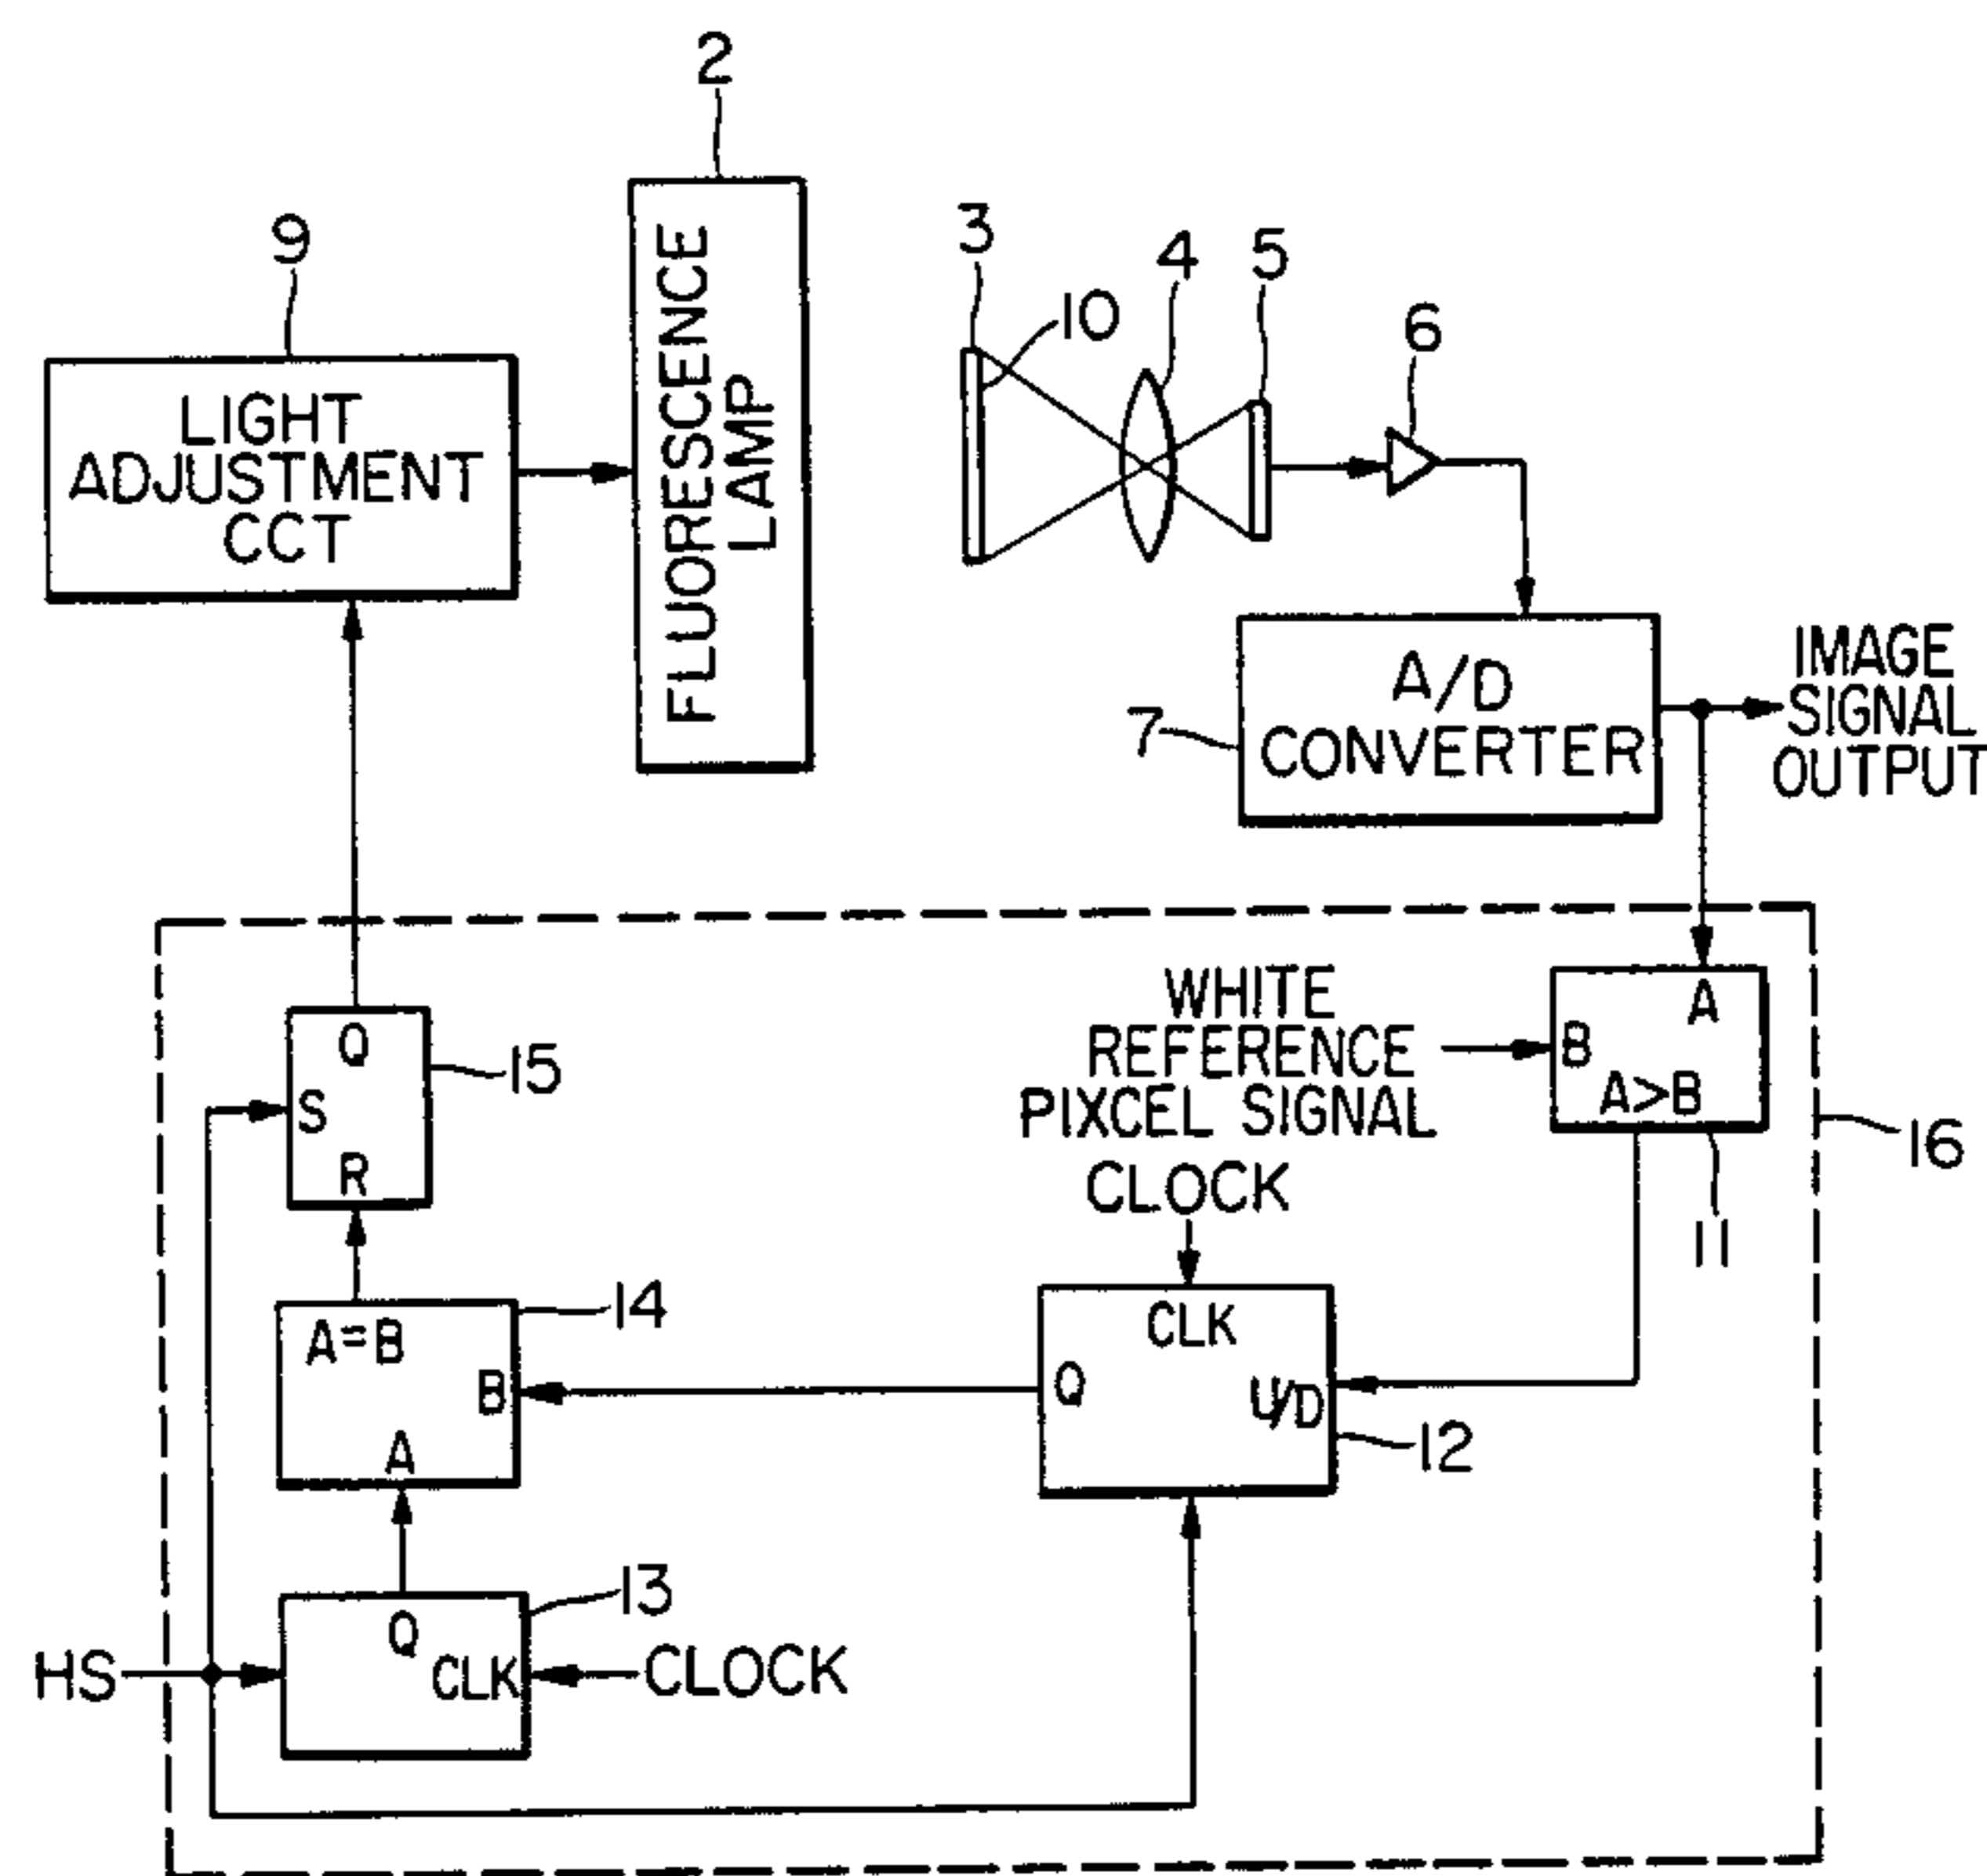 2
9
3
10
4
5
6
LIGHT
ADJUSTMENT
CCT
FLUORESCENCE
LAMP
7
A/D
CONVERTER
IMAGE
SIGNAL
OUTPUT
Q
S
R
15
WHITE
REFERENCE
PIXCEL SIGNAL
A
B
A>B
16
11
CLOCK
14
A=B
B
A
CLK
Q
U/D
12
13
HS
Q
CLK
CLOCK